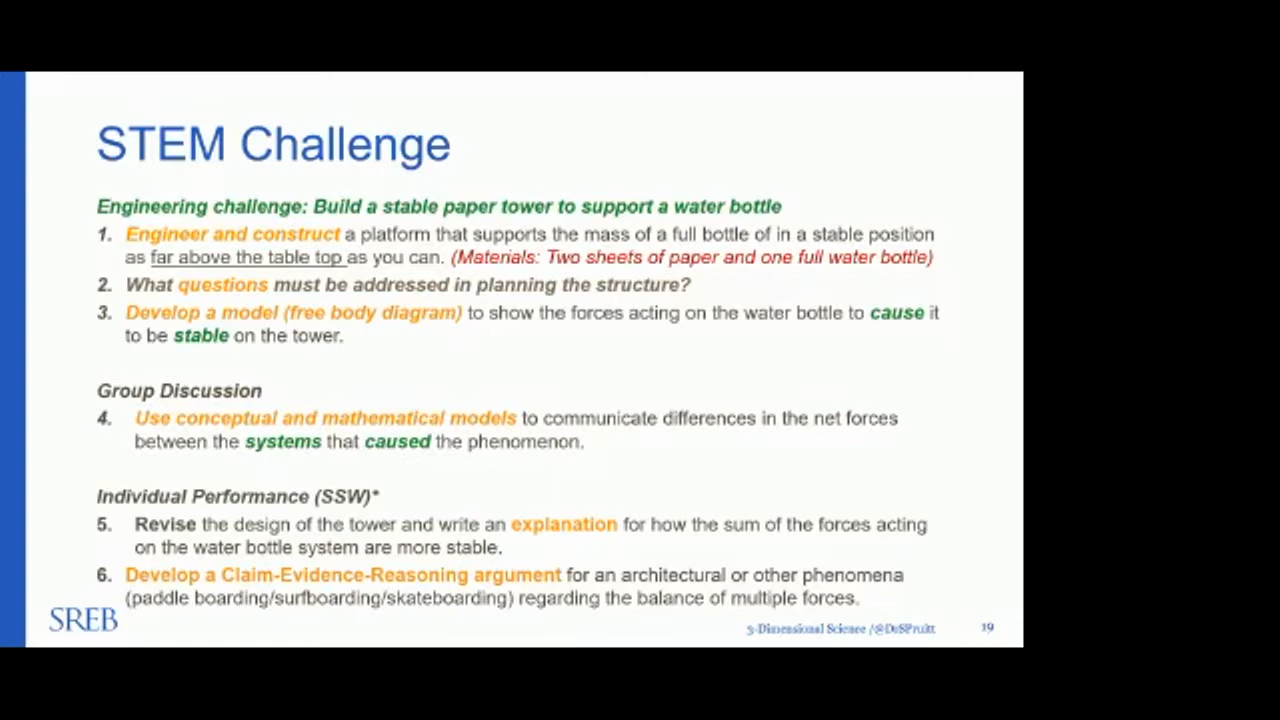 STEM Challenge
Engineering challenge: Build a stable paper tower to support a water bottle
1. Engineer and construct a platform that supports the mass of a full bottle of in a stable position
as far above the table top as you can. (Materials: Two sheets of paper and one full water bottle)
2. What questions must be addressed in planning the structure?
3. Develop a model (free body diagram) to show the forces acting on the water bottle to cause it
to be stable on the tower.
Group Discussion
4. Use conceptual and mathematical models to communicate differences in the net forces
between the systems that caused the phenomenon.
Individual Performance (SSW)*
5. Revise the design of the tower and write an explanation for how the sum of the forces acting
on the water bottle system are more stable.
6. Develop a Claim-Evidence-Reasoning argument for an architectural or other phenomena
(paddle boarding/surfboarding/skateboarding) regarding the balance of multiple forces.
SREB
3-Dimensional Science /@DrSPruitt
19